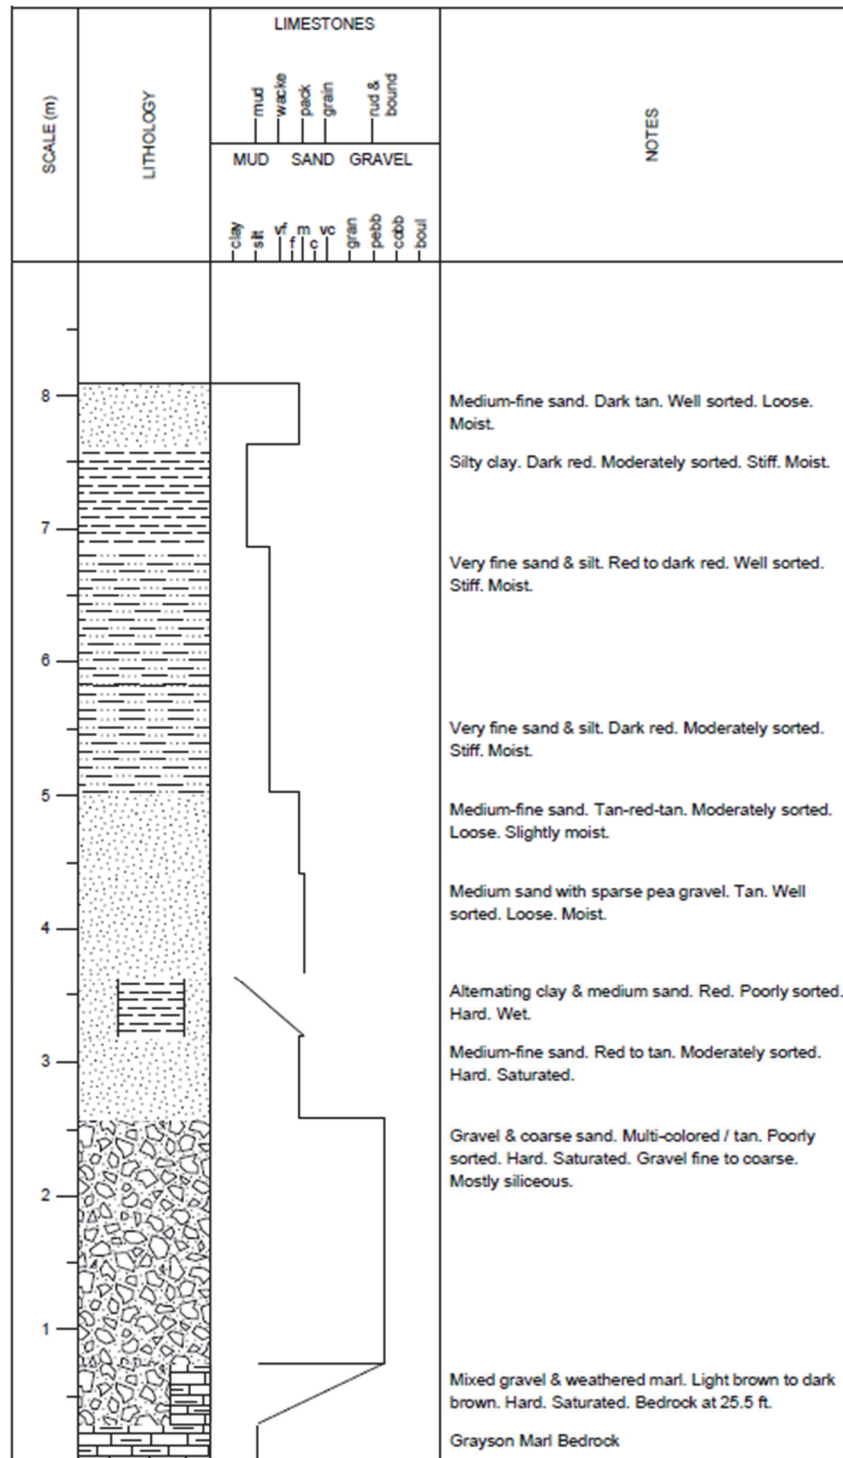 LIMESTONES
mud
wacke
pack
grain
rud &
bound
SCALE (m)
LITHOLOGY
NOTES
MUD SAND GRAVEL
clay
silt
vf
f
m
c
vc
gran
pebb
cobb
boul
8
Medium-fine sand. Dark tan. Well sorted. Loose.
Moist.
Silty clay. Dark red. Moderately sorted. Stiff. Moist.
7
Very fine sand & silt. Red to dark red. Well sorted.
Stiff. Moist.
6
Very fine sand & silt. Dark red. Moderately sorted.
Stiff. Moist.
5
Medium-fine sand. Tan-red-tan. Moderately sorted.
Loose. Slightly moist.
Medium sand with sparse pea gravel. Tan. Well
sorted. Loose. Moist.
4
Alternating clay & medium sand. Red. Poorly sorted.
Hard. Wet.
3
Medium-fine sand. Red to tan. Moderately sorted.
Hard. Saturated.
Gravel & coarse sand. Multi-colored / tan. Poorly
sorted. Hard. Saturated. Gravel fine to coarse.
Mostly siliceous.
2
1
Mixed gravel & weathered marl. Light brown to dark
brown. Hard. Saturated. Bedrock at 25.5 ft.
Grayson Marl Bedrock